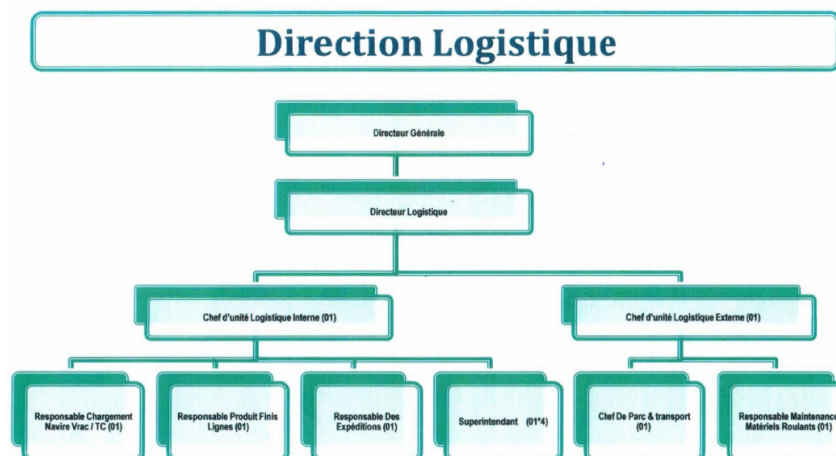 Direction Logistique
Directeur Générale
Directeur Logistique
Chef d'unité Logistique Interne (01)
Chef d'unité Logistique Externe (01)
Responsable Chargement
Navire Vrac / TC (01)
Responsable Produit Finis
Lignes (01)
Responsable Des
Expéditions (01)
Superintendant (01*4)
Chef De Parc & transport
(01)
Responsable Maintenance
Matériels Roulants (01)